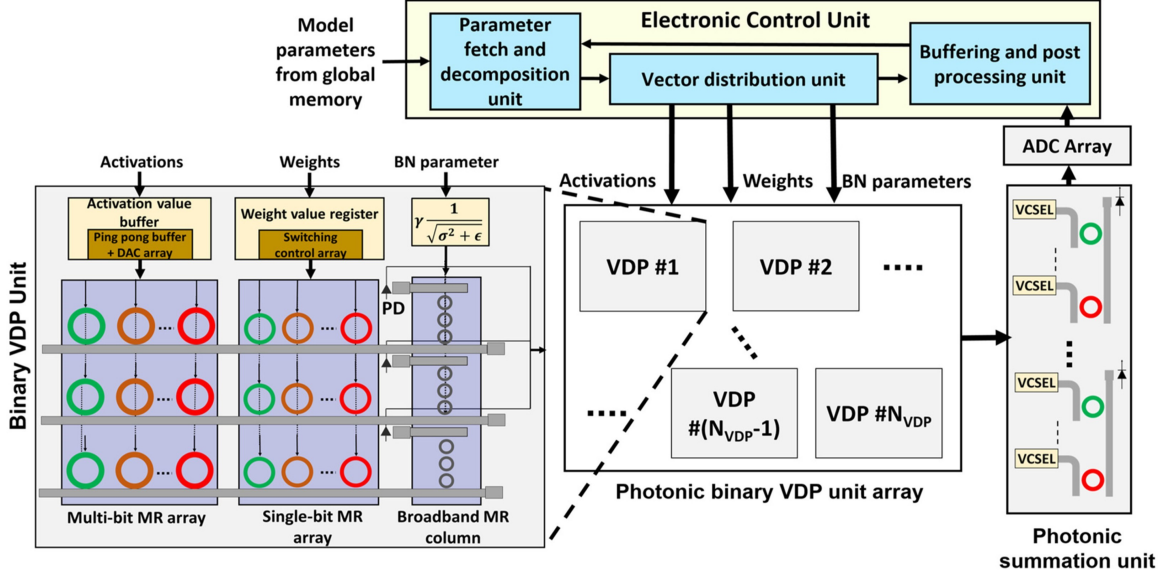 Electronic Control Unit
Model
parameters
from global
memory
Parameter
fetch and
decomposition
unit
Vector distribution unit
Buffering and post
processing unit
ADC Array
Activations
Weights
BN parameters
Activations
Weights
BN parameter
Activation value
buffer
Ping pong buffer
+ DAC array
Weight value register
Switching
control array
γ 1/√(σ² + ϵ)
PD
Binary VDP Unit
Multi-bit MR array
Single-bit MR
array
Broadband MR
column
VDP #1
VDP #2
VDP
#(N_VDP-1)
VDP #N_VDP
Photonic binary VDP unit array
VCSEL
VCSEL
VCSEL
VCSEL
Photonic
summation unit